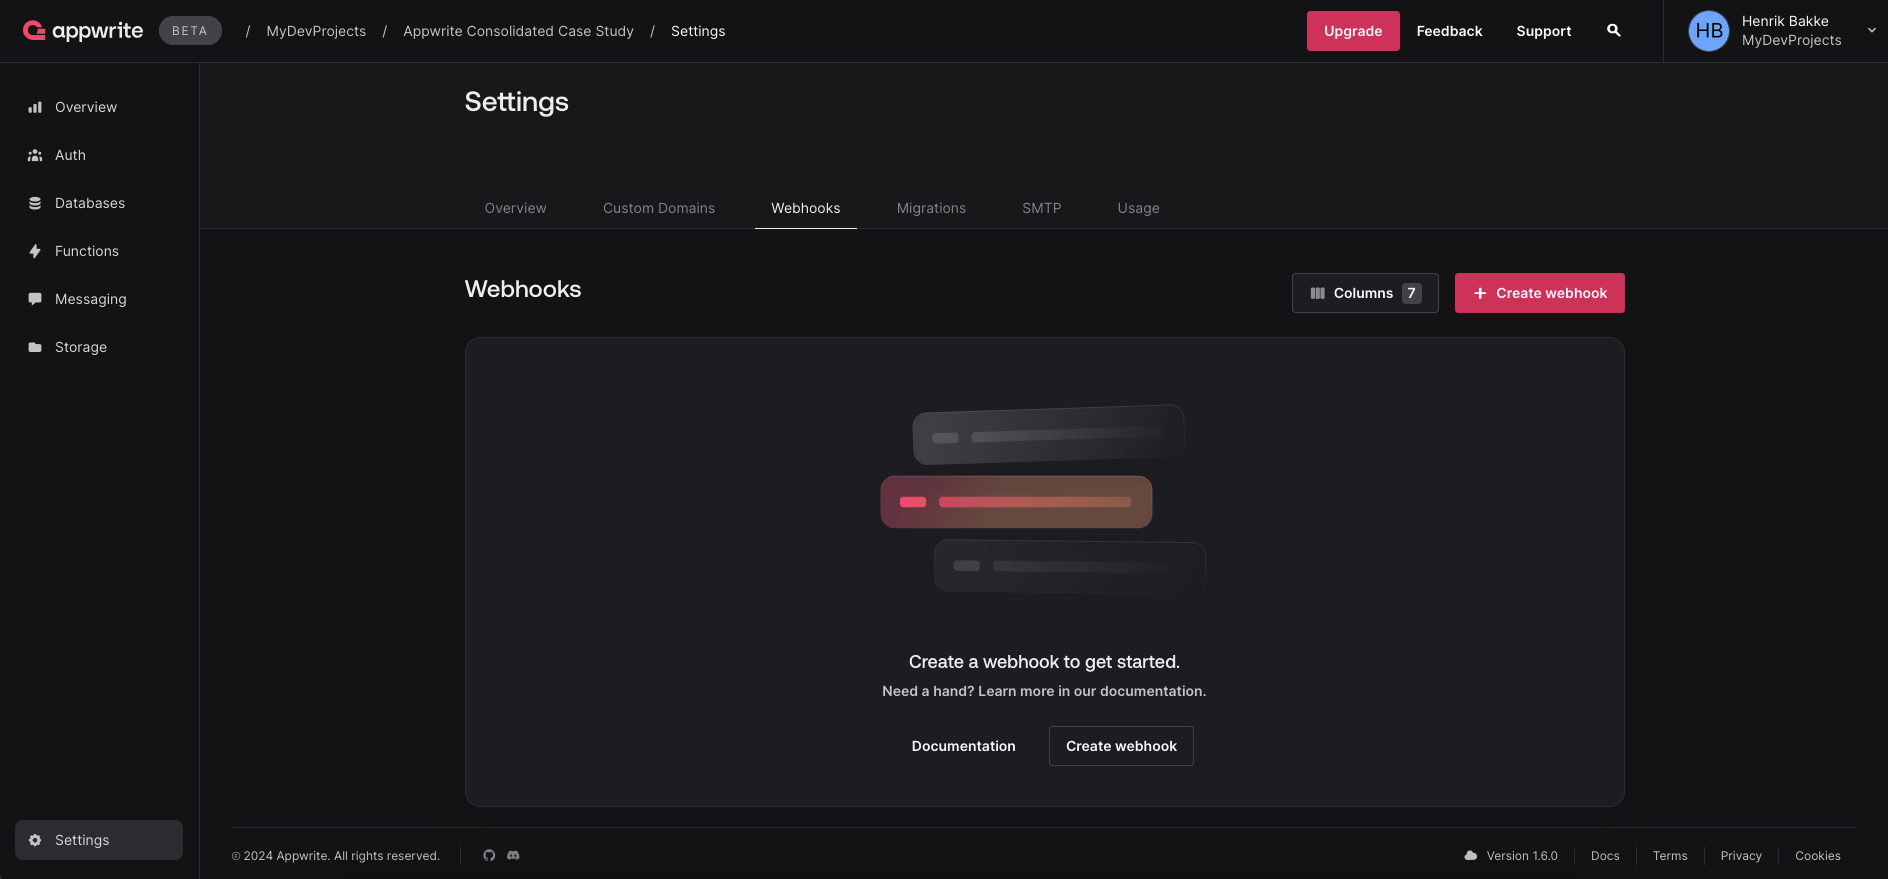 appwrite BETA / MyDevProjects / Appwrite Consolidated Case Study / Settings Upgrade Feedback Support HB Henrik Bakke
MyDevProjects
Overview
Auth
Databases
Functions
Messaging
Storage
Settings
Settings
Overview Custom Domains Webhooks Migrations SMTP Usage
Webhooks Columns 7 + Create webhook
Create a webhook to get started.
Need a hand? Learn more in our documentation.
Documentation Create webhook
© 2024 Appwrite. All rights reserved. Version 1.6.0 Docs Terms Privacy Cookies